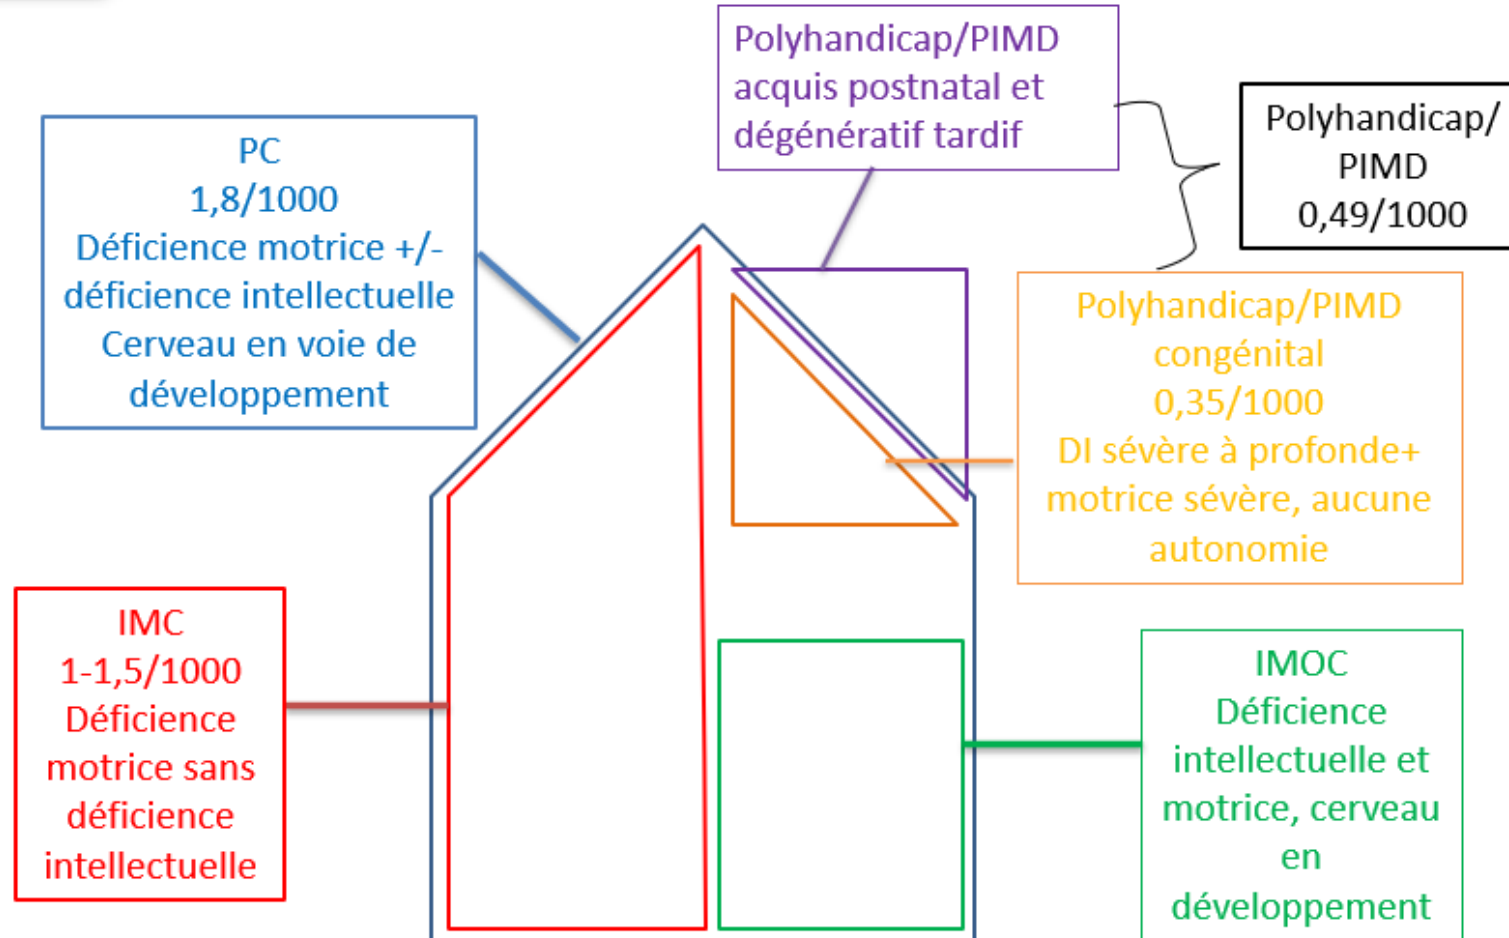 Polyhandicap/PIMD
acquis postnatal et
dégénératif tardif
Polyhandicap/
PIMD
0,49/1000
PC
1,8/1000
Déficience motrice +/-
déficience intellectuelle
Cerveau en voie de
développement
Polyhandicap/PIMD
congénital
0,35/1000
DI sévère à profonde+
motrice sévère, aucune
autonomie
IMC
1-1,5/1000
Déficience
motrice sans
déficience
intellectuelle
IMOC
Déficience
intellectuelle et
motrice, cerveau
en
développement